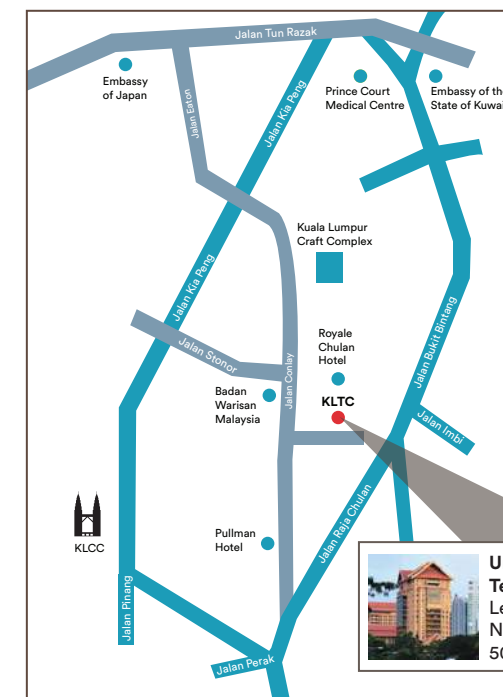 Jalan Tun Razak
Embassy
of Japan
Jalan Eaton
Jalan Kia Peng
Prince Court
Medical Centre
Embassy of the
State of Kuwai
Kuala Lumpur
Craft Complex
Jalan Kia Peng
Jalan Stonor
Jalan Conlay
Royale
Chulan
Hotel
Jalan Bukit Bintang
Badan
Warisan
Malaysia
KLTC
Jalan Imbi
KLCC
Pullman
Hotel
Jalan Raja Chulan
Jalan Pinang
Jalan Perak
U
Te
Le
N
50